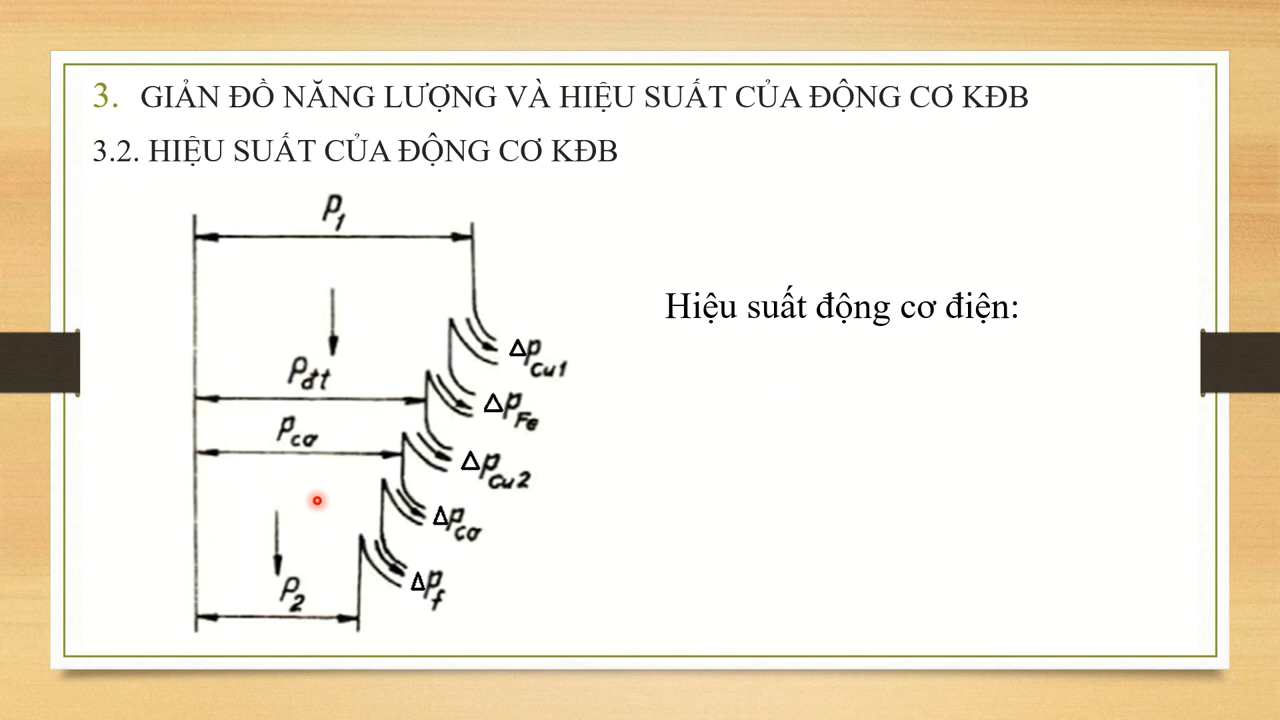 3. GIẢN ĐỒ NĂNG LƯỢNG VÀ HIỆU SUẤT CỦA ĐỘNG CƠ KĐB
3.2. HIỆU SUẤT CỦA ĐỘNG CƠ KĐB
P1
Hiệu suất động cơ điện:
ΔPCu1
Pđt
ΔPFe
Pcơ
ΔPCu2
ΔPcơ
ΔPf
P2